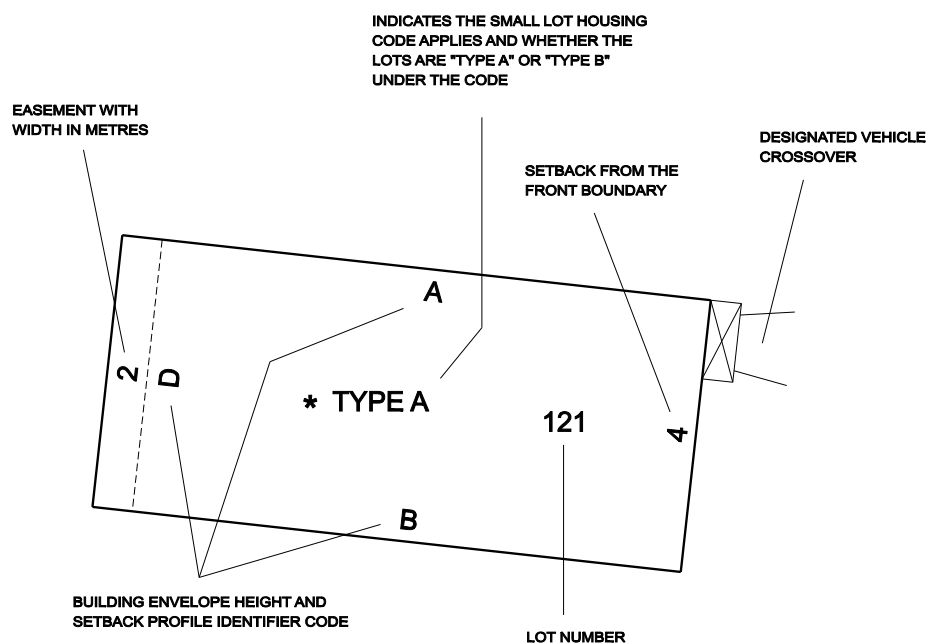 INDICATES THE SMALL LOT HOUSING
CODE APPLIES AND WHETHER THE
LOTS ARE "TYPE A" OR "TYPE B"
UNDER THE CODE
EASEMENT WITH
WIDTH IN METRES
DESIGNATED VEHICLE
CROSSOVER
SETBACK FROM THE
FRONT BOUNDARY
A
2
D
* TYPE A
121
4
B
BUILDING ENVELOPE HEIGHT AND
SETBACK PROFILE IDENTIFIER CODE
LOT NUMBER